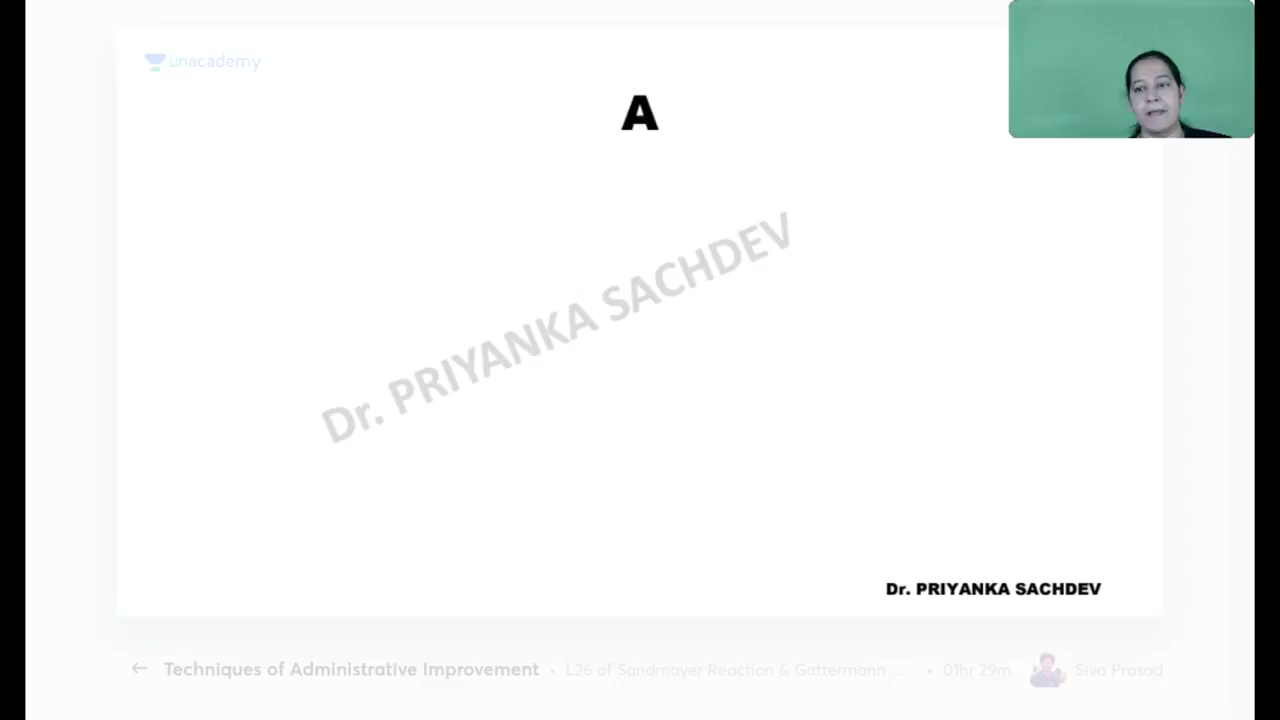 unacademy
A
Dr. PRIYANKA SACHDEV
Dr. PRIYANKA SACHDEV
← Techniques of Administrative Improvement • L26 of Sandmayer Reaction & Gattermann ... • 01hr 29m Siva Prasad